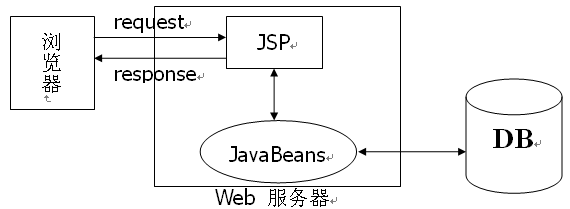 浏
览
器
request
JSP
response
JavaBeans
DB
Web 服务器